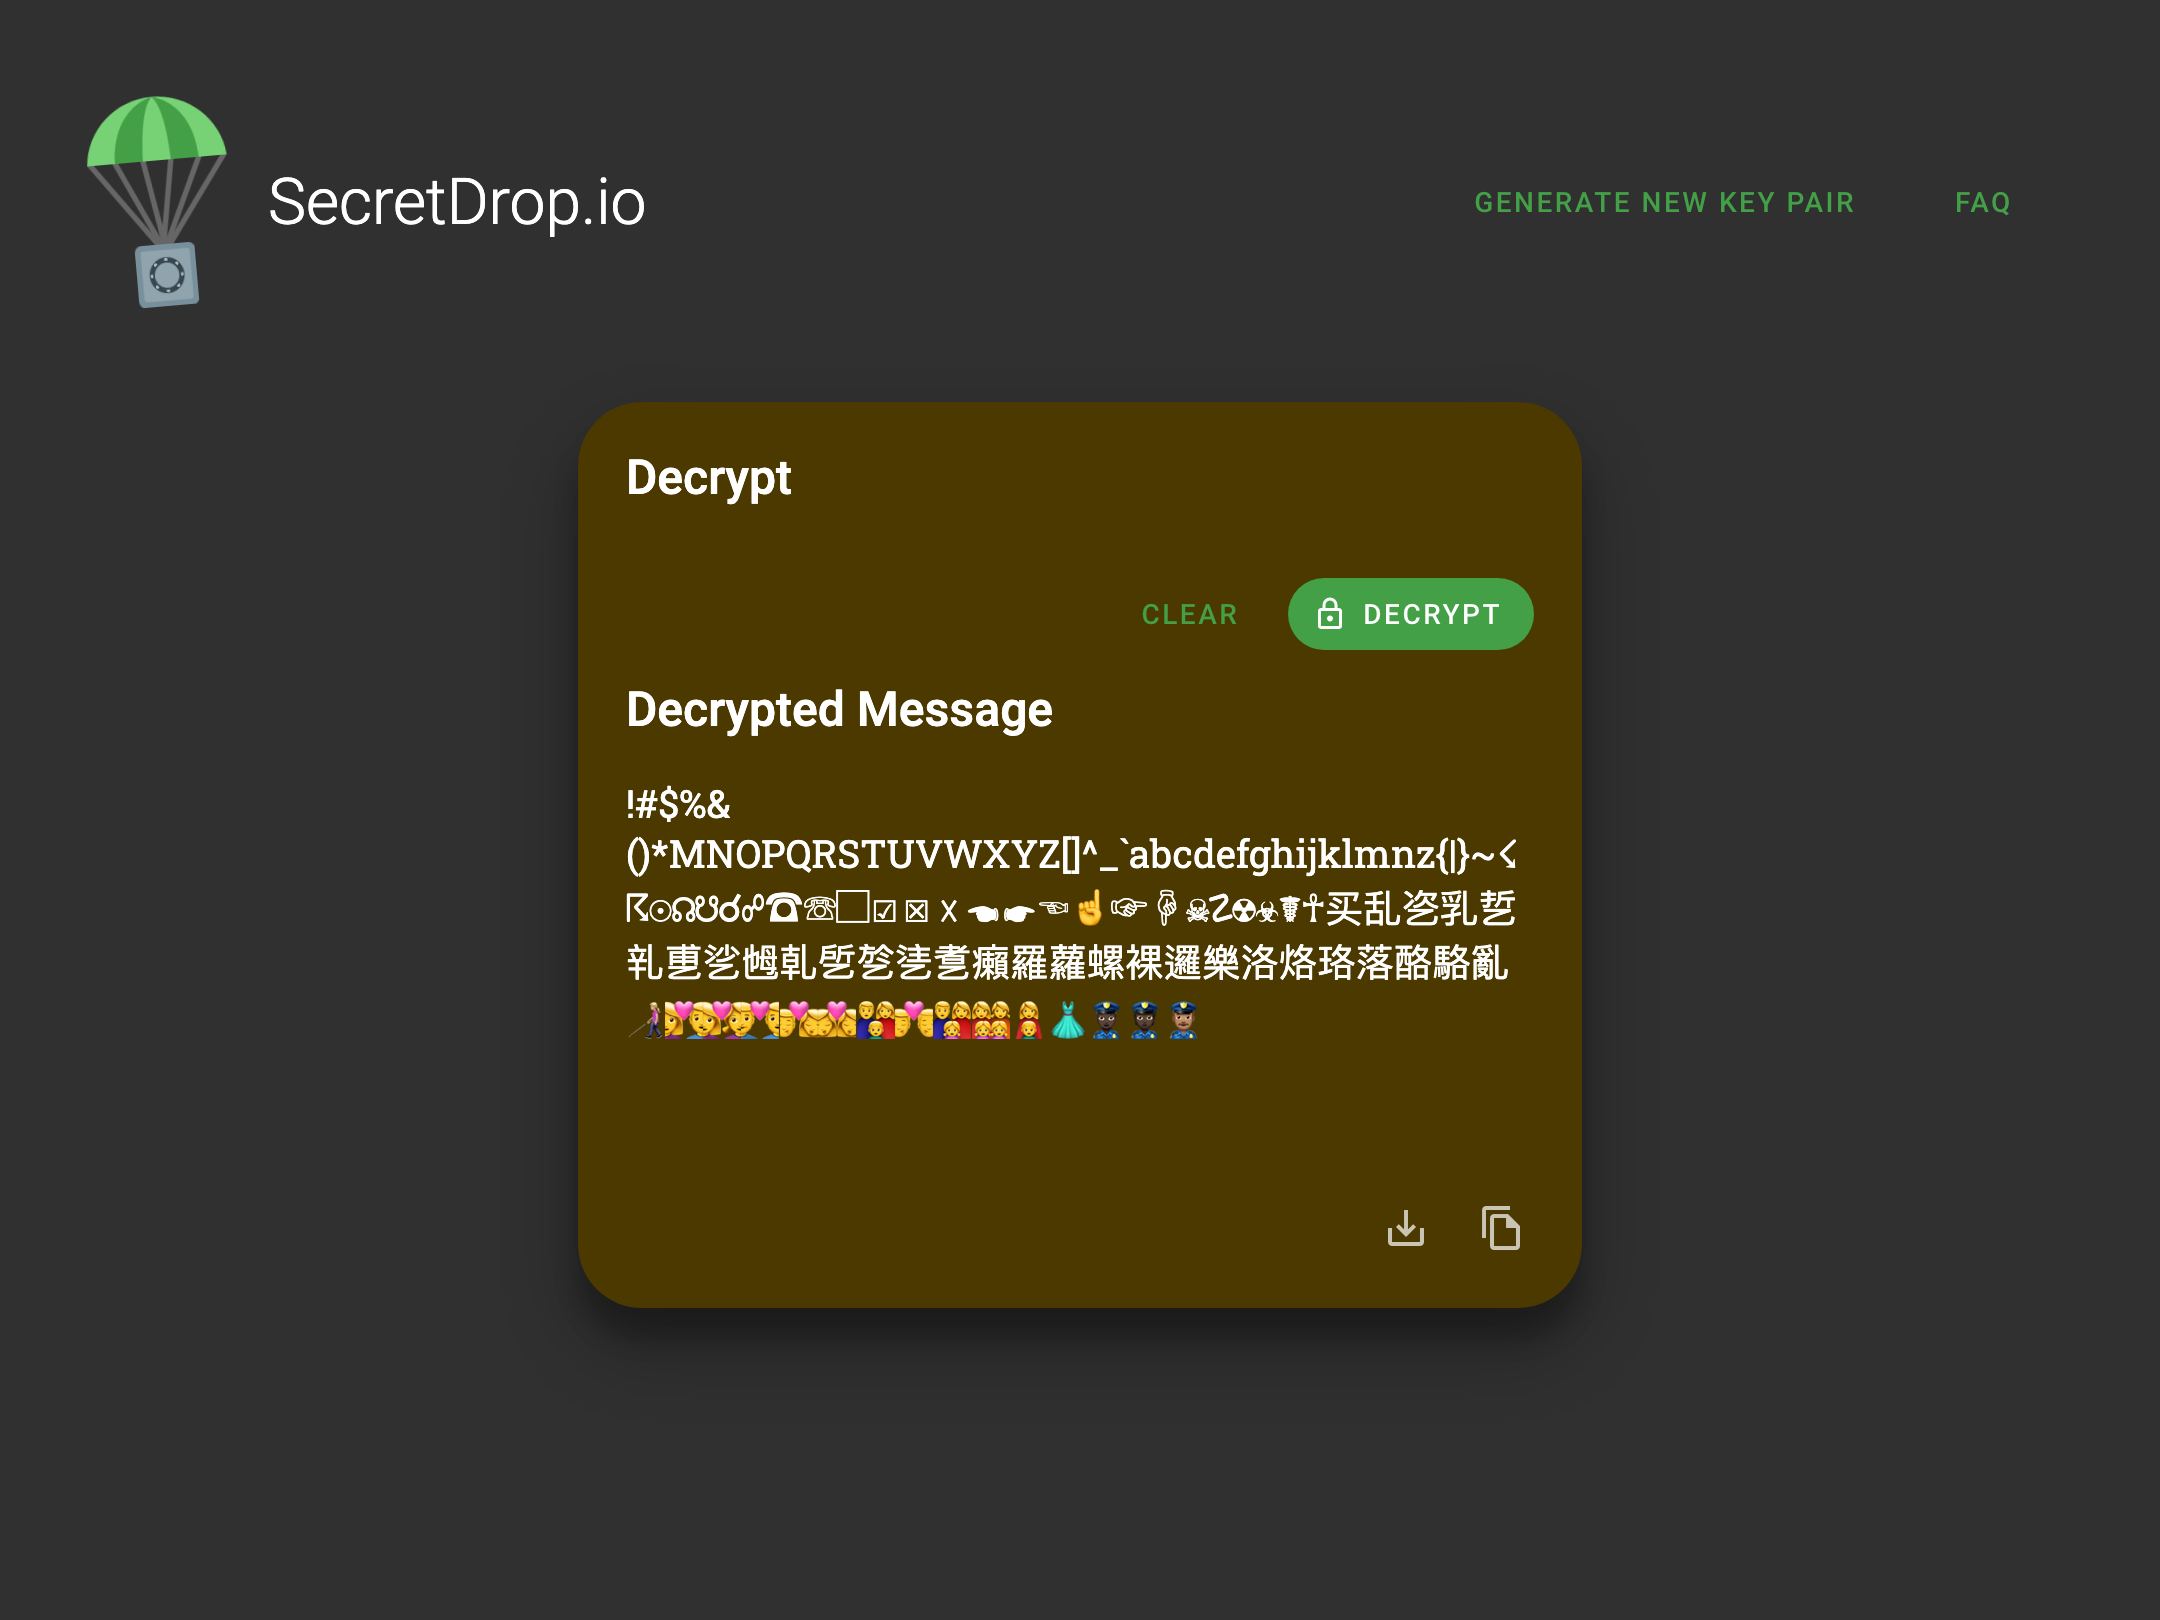 SecretDrop.io
GENERATE NEW KEY PAIR
FAQ
Decrypt
CLEAR
DECRYPT
Decrypted Message
!#$%&
()*MNOPQRSTUVWXYZ[]^_`abcdefghijklmnz{|}~☇
☈☉☊☋☌☍☎☏☐☑☒☓☚☛☜☝☞☟☠☡☢☣☤☥买乱乲乳乴
乵乶乷乸乹乺乻乼乽癩羅蘿螺裸邏樂洛烙珞落酪駱亂